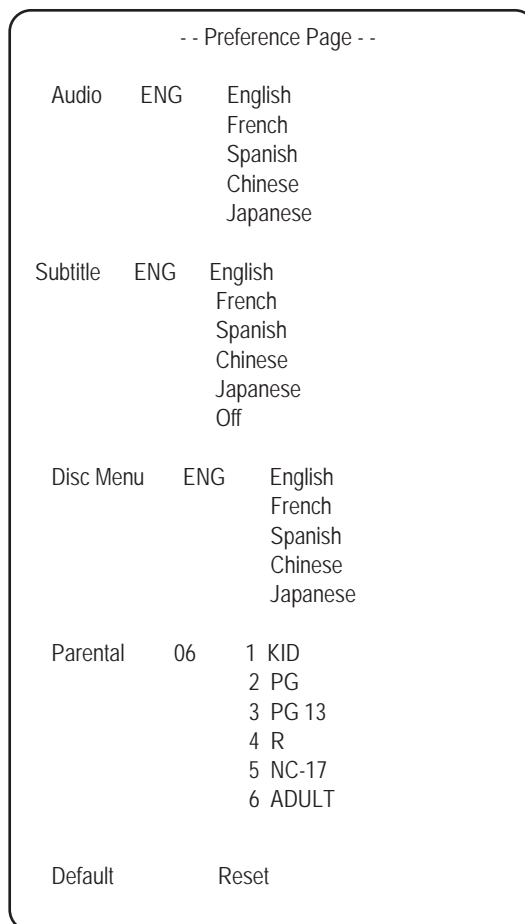 - - Preference Page - -
Audio ENG English
French
Spanish
Chinese
Japanese
Subtitle ENG English
French
Spanish
Chinese
Japanese
Off
Disc Menu ENG English
French
Spanish
Chinese
Japanese
Parental 06 1 KID
2 PG
3 PG 13
4 R
5 NC-17
6 ADULT
Default Reset